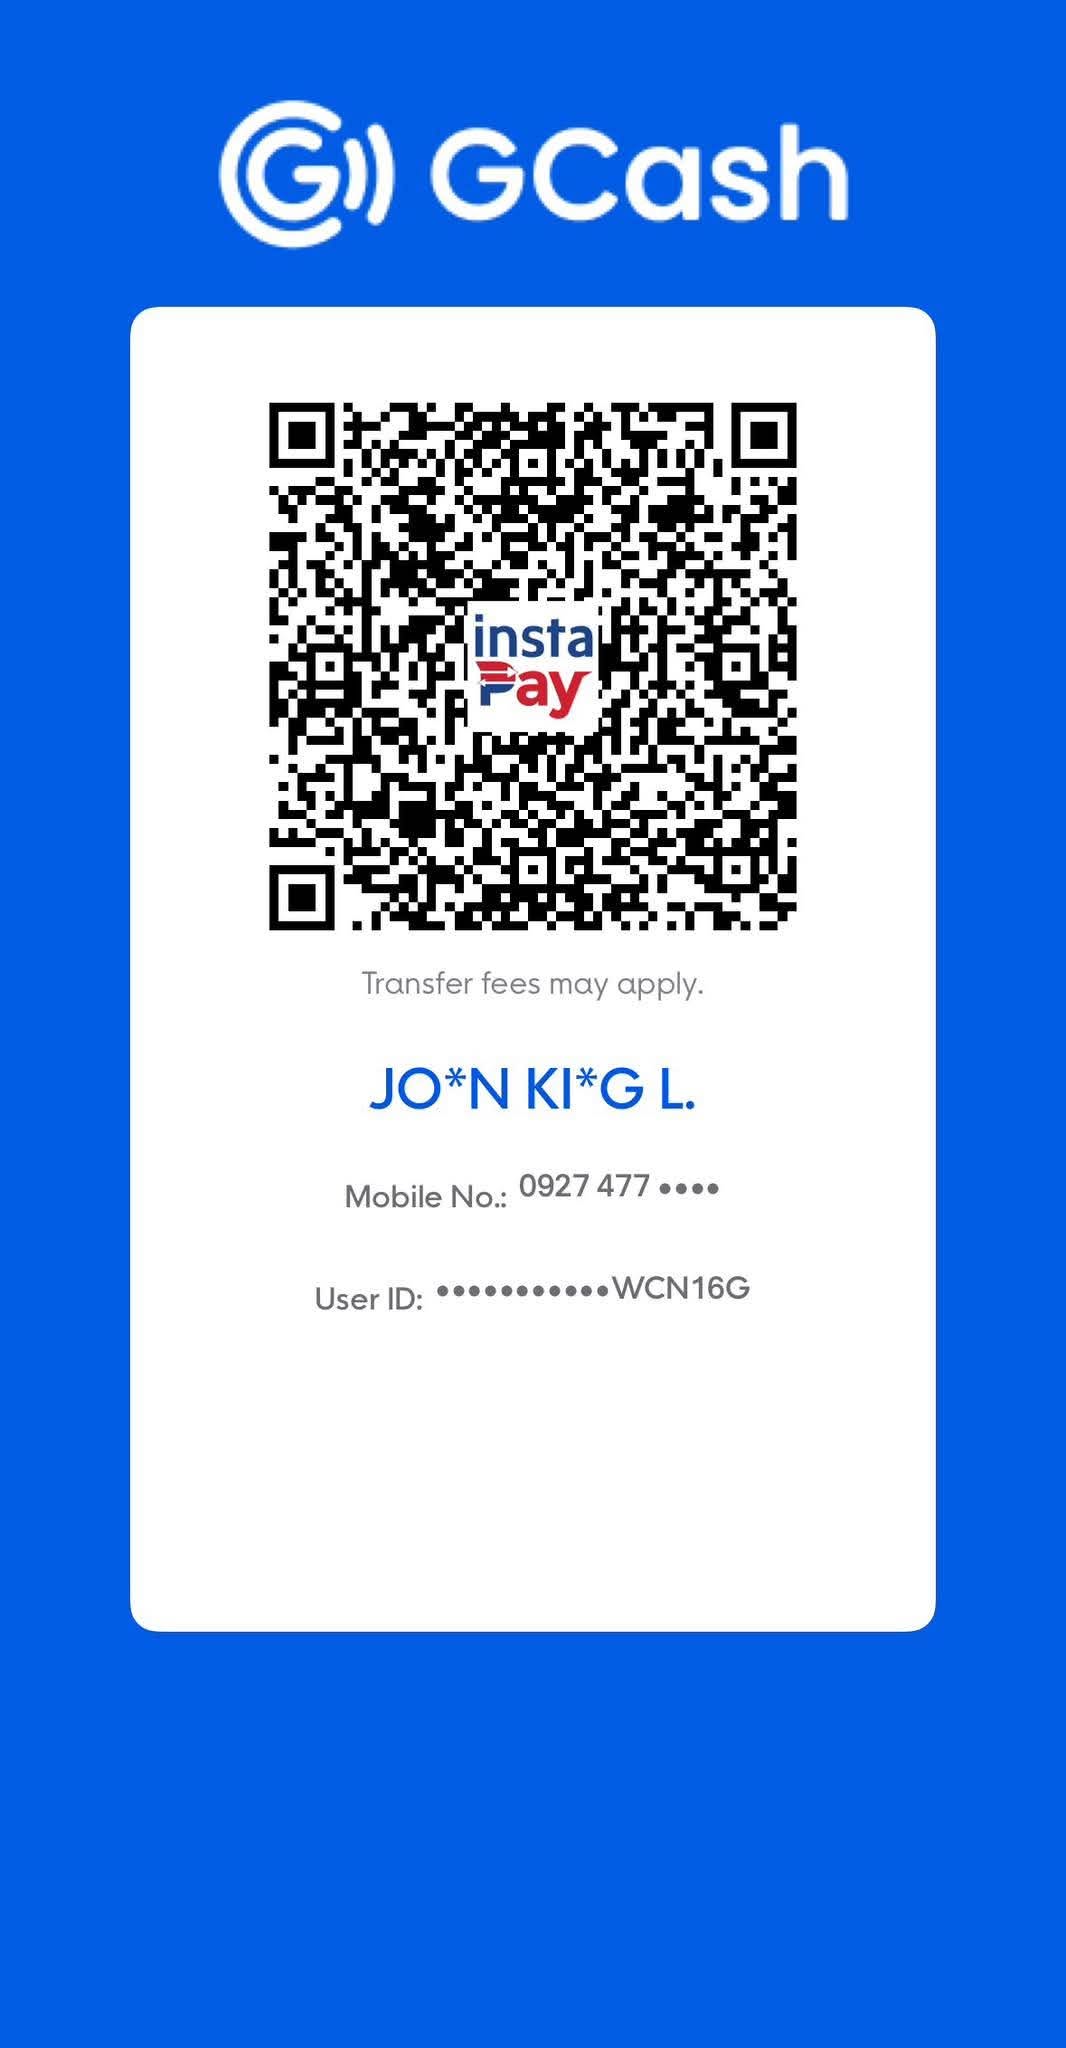 GCash
insta
Pay
Transfer fees may apply.
JO*N KI*G L.
Mobile No.: 0927 477 ••••
User ID: •••••••••••WCN16G